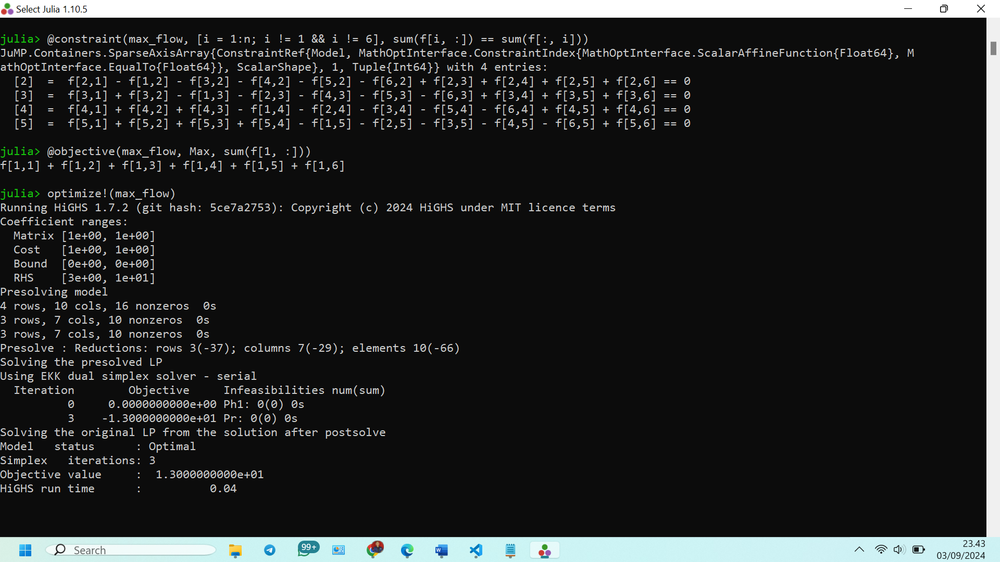 Select Julia 1.10.5
julia> @constraint(max_flow, [i = 1:n; i != 1 && i != 6], sum(f[i, :]) == sum(f[:, i]))
JuMP.Containers.SparseAxisArray{ConstraintRef{Model, MathOptInterface.ConstraintIndex{MathOptInterface.ScalarAffineFunction{Float64}, M
athOptInterface.EqualTo{Float64}}, ScalarShape}, 1, Tuple{Int64}} with 4 entries:
  [2]  =  f[2,1] - f[1,2] - f[3,2] - f[4,2] - f[5,2] - f[6,2] + f[2,3] + f[2,4] + f[2,5] + f[2,6] == 0
  [3]  =  f[3,1] + f[3,2] - f[1,3] - f[2,3] - f[4,3] - f[5,3] - f[6,3] + f[3,4] + f[3,5] + f[3,6] == 0
  [4]  =  f[4,1] + f[4,2] + f[4,3] - f[1,4] - f[2,4] - f[3,4] - f[5,4] - f[6,4] + f[4,5] + f[4,6] == 0
  [5]  =  f[5,1] + f[5,2] + f[5,3] + f[5,4] - f[1,5] - f[2,5] - f[3,5] - f[4,5] - f[6,5] + f[5,6] == 0
julia> @objective(max_flow, Max, sum(f[1, :]))
f[1,1] + f[1,2] + f[1,3] + f[1,4] + f[1,5] + f[1,6]
julia> optimize!(max_flow)
Running HiGHS 1.7.2 (git hash: 5ce7a2753): Copyright (c) 2024 HiGHS under MIT licence terms
Coefficient ranges:
  Matrix [1e+00, 1e+00]
  Cost   [1e+00, 1e+00]
  Bound  [0e+00, 0e+00]
  RHS    [3e+00, 1e+01]
Presolving model
4 rows, 10 cols, 16 nonzeros  0s
3 rows, 7 cols, 10 nonzeros  0s
3 rows, 7 cols, 10 nonzeros  0s
Presolve : Reductions: rows 3(-37); columns 7(-29); elements 10(-66)
Solving the presolved LP
Using EKK dual simplex solver - serial
  Iteration        Objective     Infeasibilities num(sum)
          0     0.0000000000e+00 Ph1: 0(0) 0s
          3    -1.3000000000e+01 Pr: 0(0) 0s
Solving the original LP from the solution after postsolve
Model   status      : Optimal
Simplex   iterations: 3
Objective value     :  1.3000000000e+01
HiGHS run time      :          0.04
Search
99+
23.43
03/09/2024